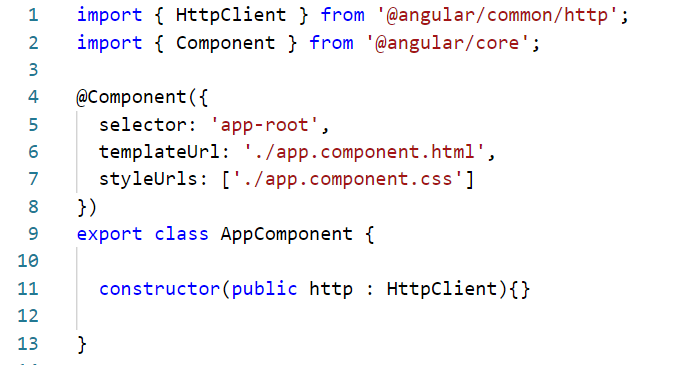 1 import { HttpClient } from '@angular/common/http';
2 import { Component } from '@angular/core';
3
4 @Component({
5   selector: 'app-root',
6   templateUrl: './app.component.html',
7   styleUrls: ['./app.component.css']
8 })
9 export class AppComponent {
10
11   constructor(public http : HttpClient){}
12
13 }